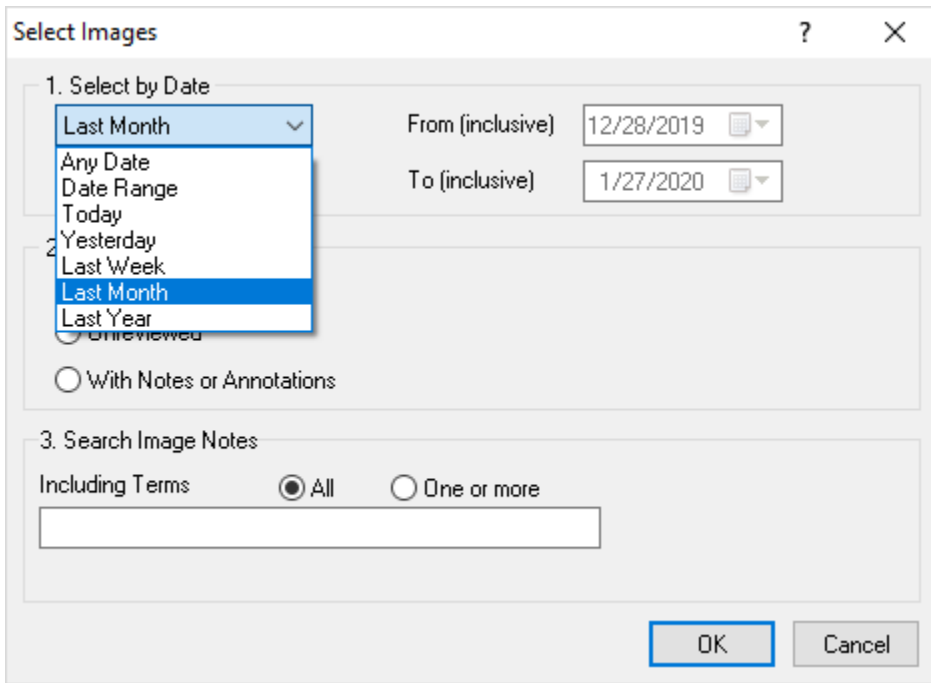 Select Images
1. Select by Date
Last Month From (inclusive) 12/28/2019
Any Date
Date Range To (inclusive) 1/27/2020
Today
Yesterday
Last Week
Last Month
Last Year
2
Unreviewed
With Notes or Annotations
3. Search Image Notes
Including Terms All One or more
OK Cancel